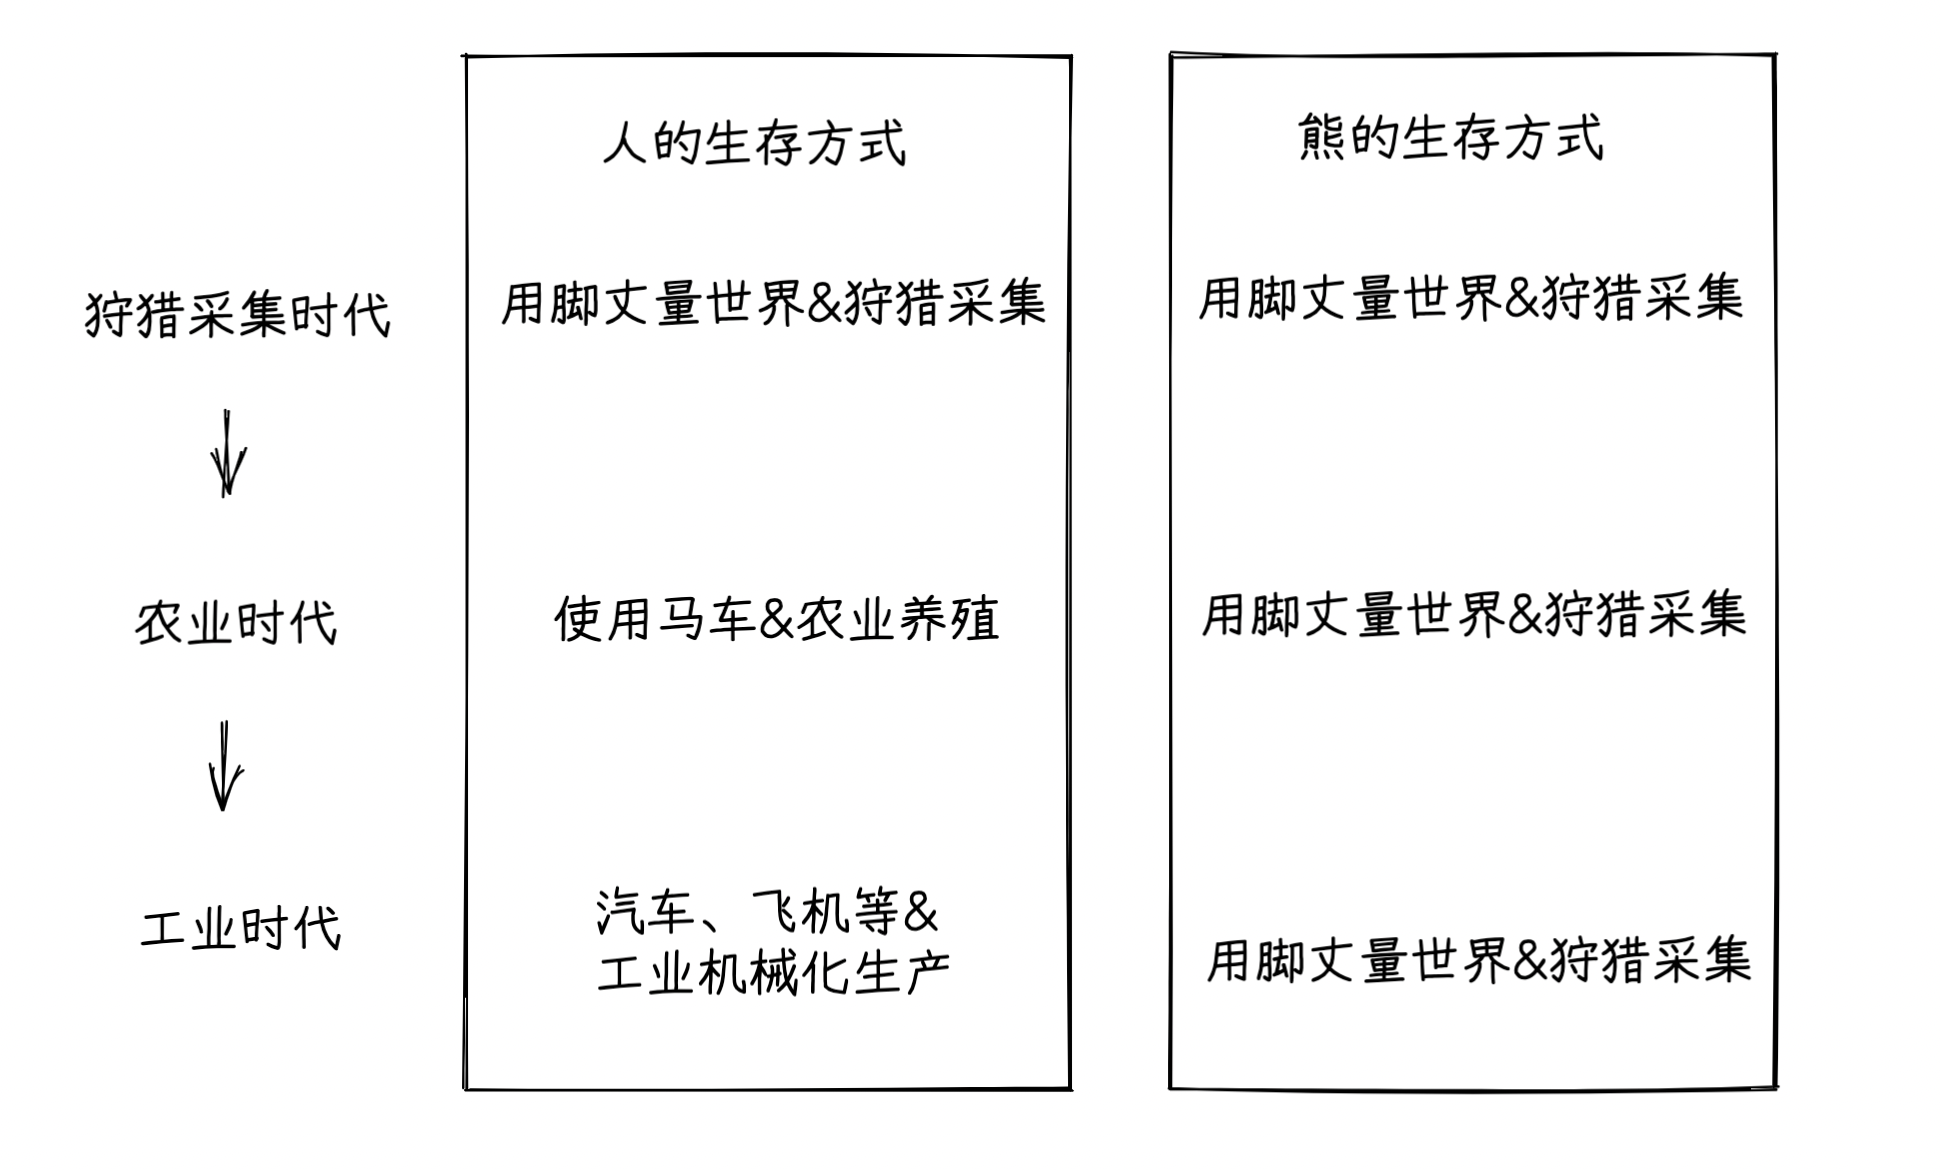 人的生存方式
熊的生存方式
狩猎采集时代
用脚丈量世界&狩猎采集
用脚丈量世界&狩猎采集
农业时代
使用马车&农业养殖
用脚丈量世界&狩猎采集
工业时代
汽车、飞机等&
工业机械化生产
用脚丈量世界&狩猎采集